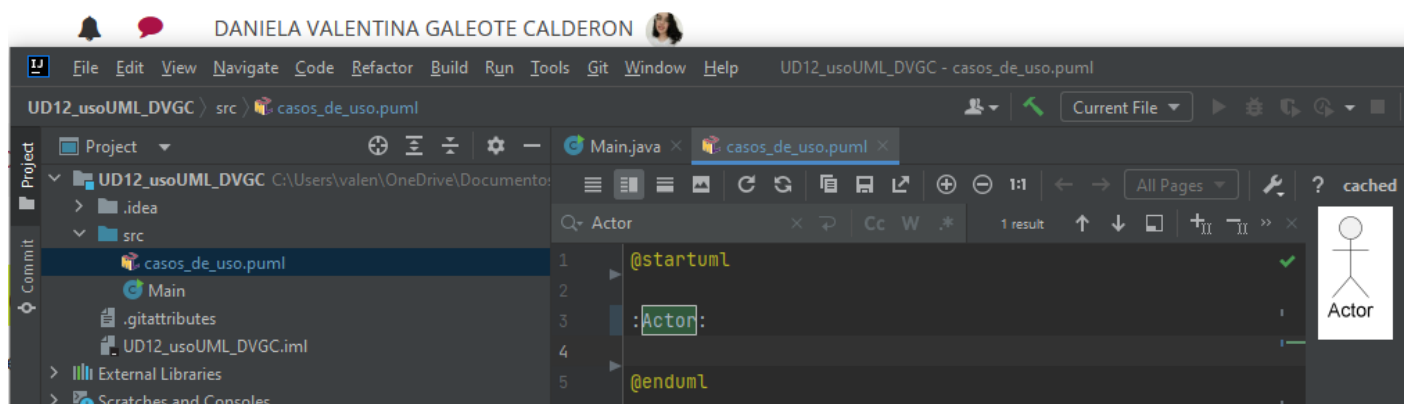 DANIELA VALENTINA GALEOTE CALDERON
IJ File Edit View Navigate Code Refactor Build Run Tools Git Window Help UD12_usoUML_DVGC - casos_de_uso.puml
UD12_usoUML_DVGC src casos_de_uso.puml Current File
Project Project Main.java casos_de_uso.puml
UD12_usoUML_DVGC C:\Users\valen\OneDrive\Documentos 1:1 All Pages ? cached
.idea
Actor Cc W .* 1 result
src
Commit
casos_de_uso.puml
1 @startuml
Main
2
.gitattributes
3 :Actor:
Actor
UD12_usoUML_DVGC.iml
4
External Libraries
5 @enduml
Scratches and Consoles